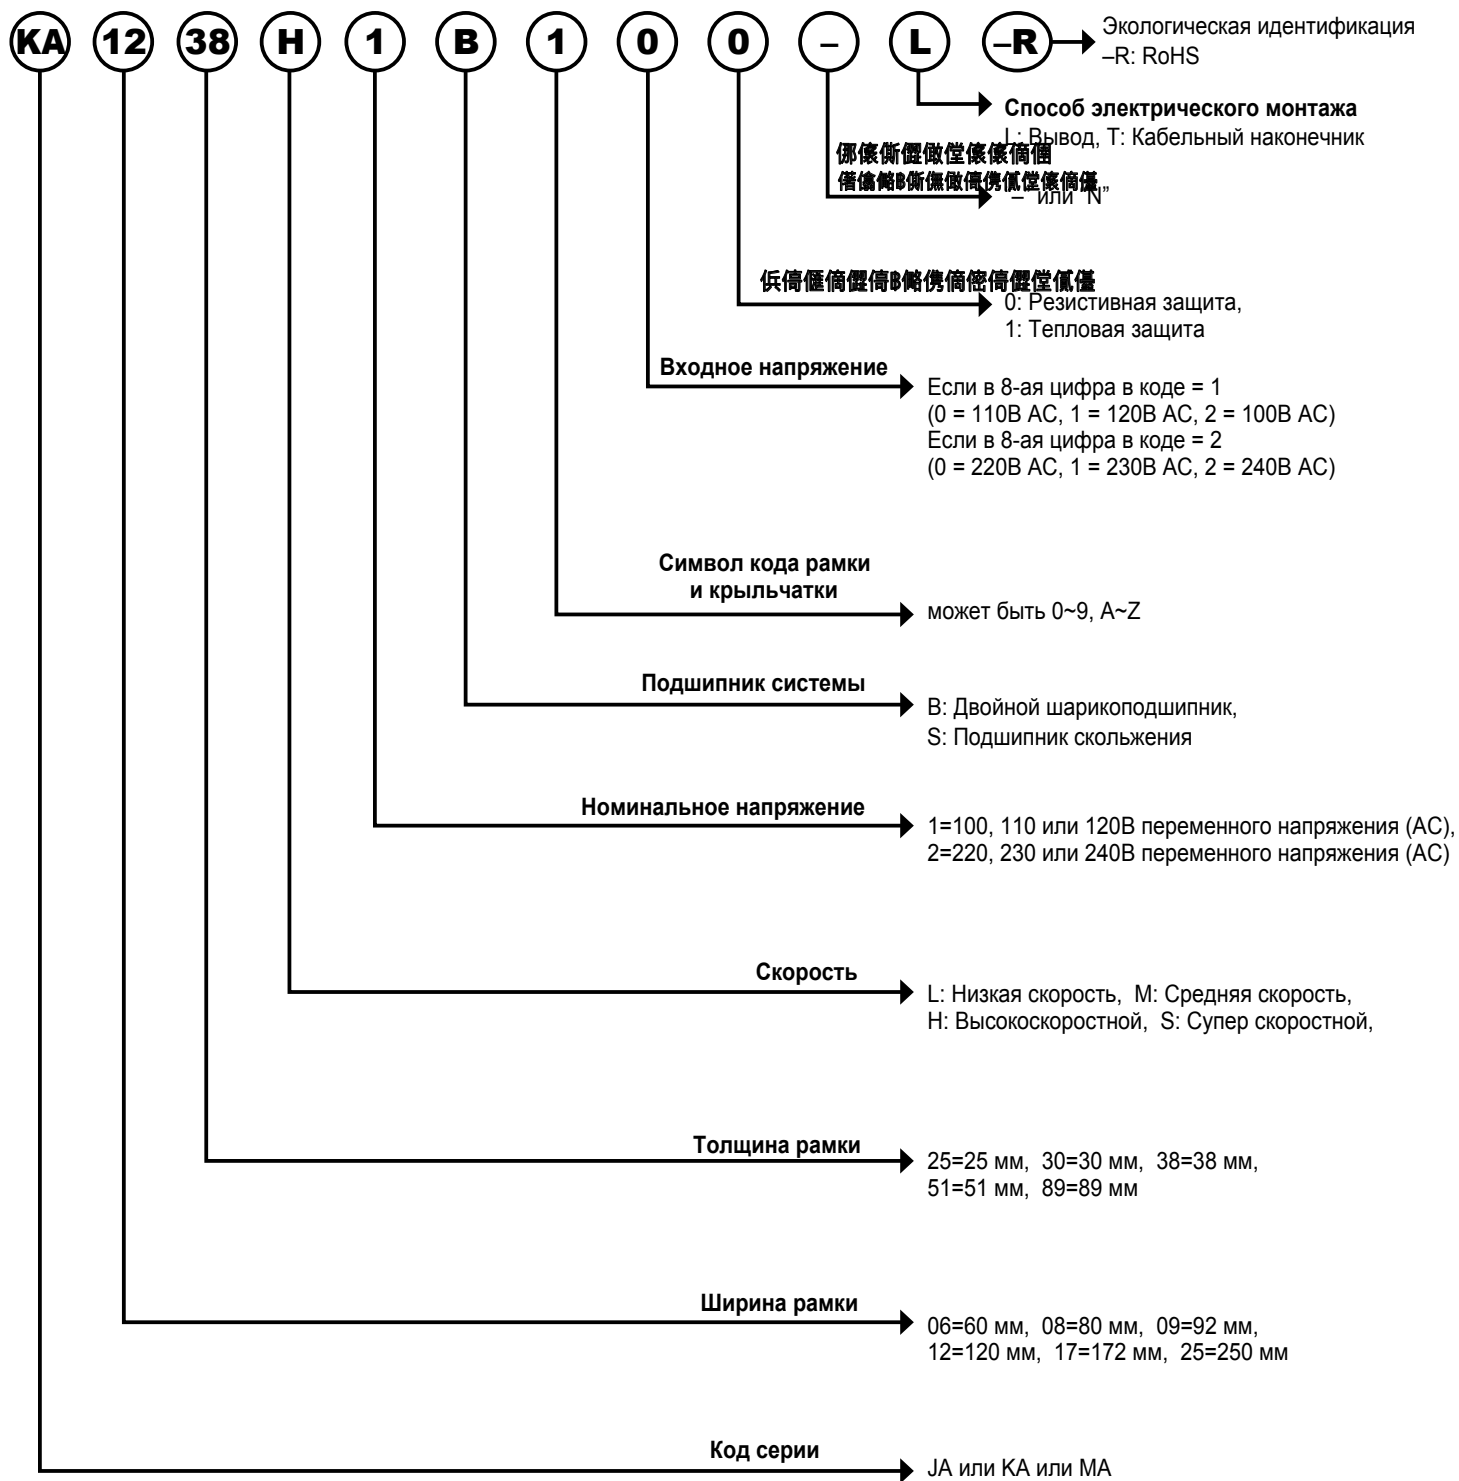 KA 12 38 H 1 B 1 0 0 – L –R
Экологическая идентификация
–R: RoHS
Способ электрического монтажа
L: Вывод, T: Кабельный наконечник
– или N”
0: Резистивная защита,
1: Тепловая защита
Входное напряжение
Если в 8-ая цифра в коде = 1
(0 = 110В AC, 1 = 120В AC, 2 = 100В AC)
Если в 8-ая цифра в коде = 2
(0 = 220В AC, 1 = 230В AC, 2 = 240В AC)
Символ кода рамки
и крыльчатки
может быть 0~9, A~Z
Подшипник системы
B: Двойной шарикоподшипник,
S: Подшипник скольжения
Номинальное напряжение
1=100, 110 или 120В переменного напряжения (AC),
2=220, 230 или 240В переменного напряжения (AC)
Скорость
L: Низкая скорость, M: Средняя скорость,
H: Высокоскоростной, S: Супер скоростной,
Толщина рамки
25=25 мм, 30=30 мм, 38=38 мм,
51=51 мм, 89=89 мм
Ширина рамки
06=60 мм, 08=80 мм, 09=92 мм,
12=120 мм, 17=172 мм, 25=250 мм
Код серии
JA или KA или MA